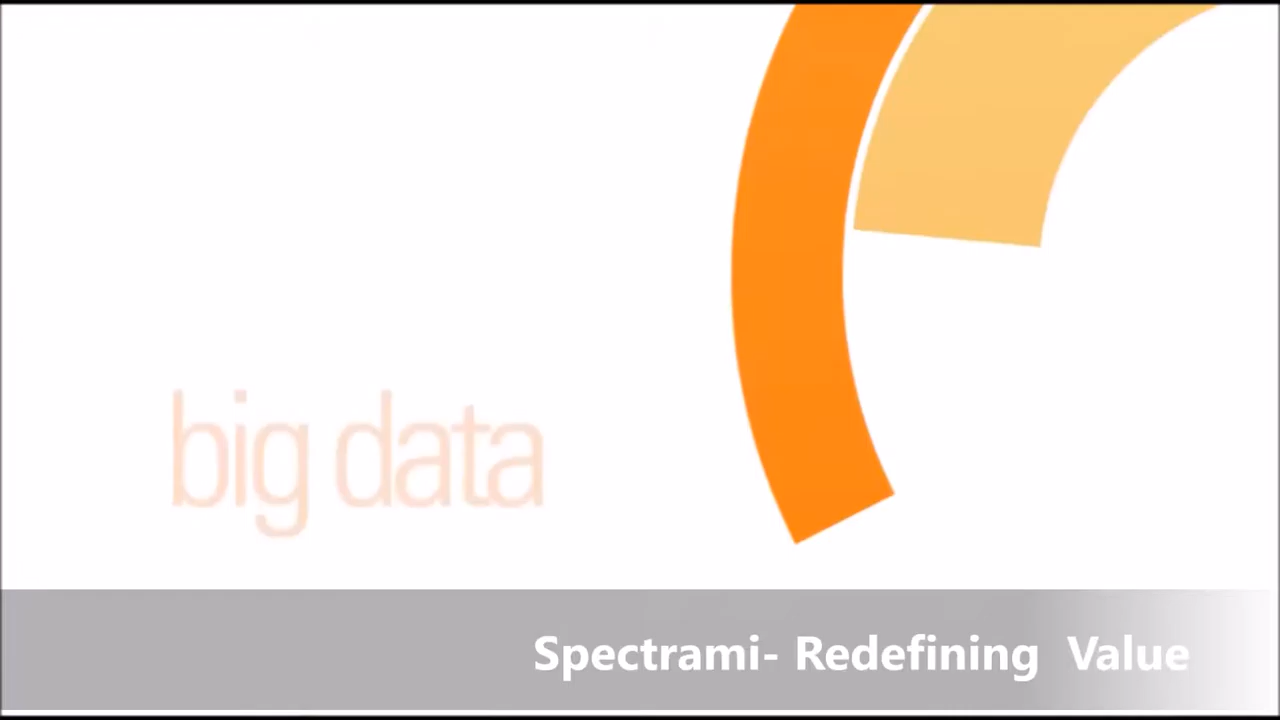 big data
Spectrami- Redefining Value